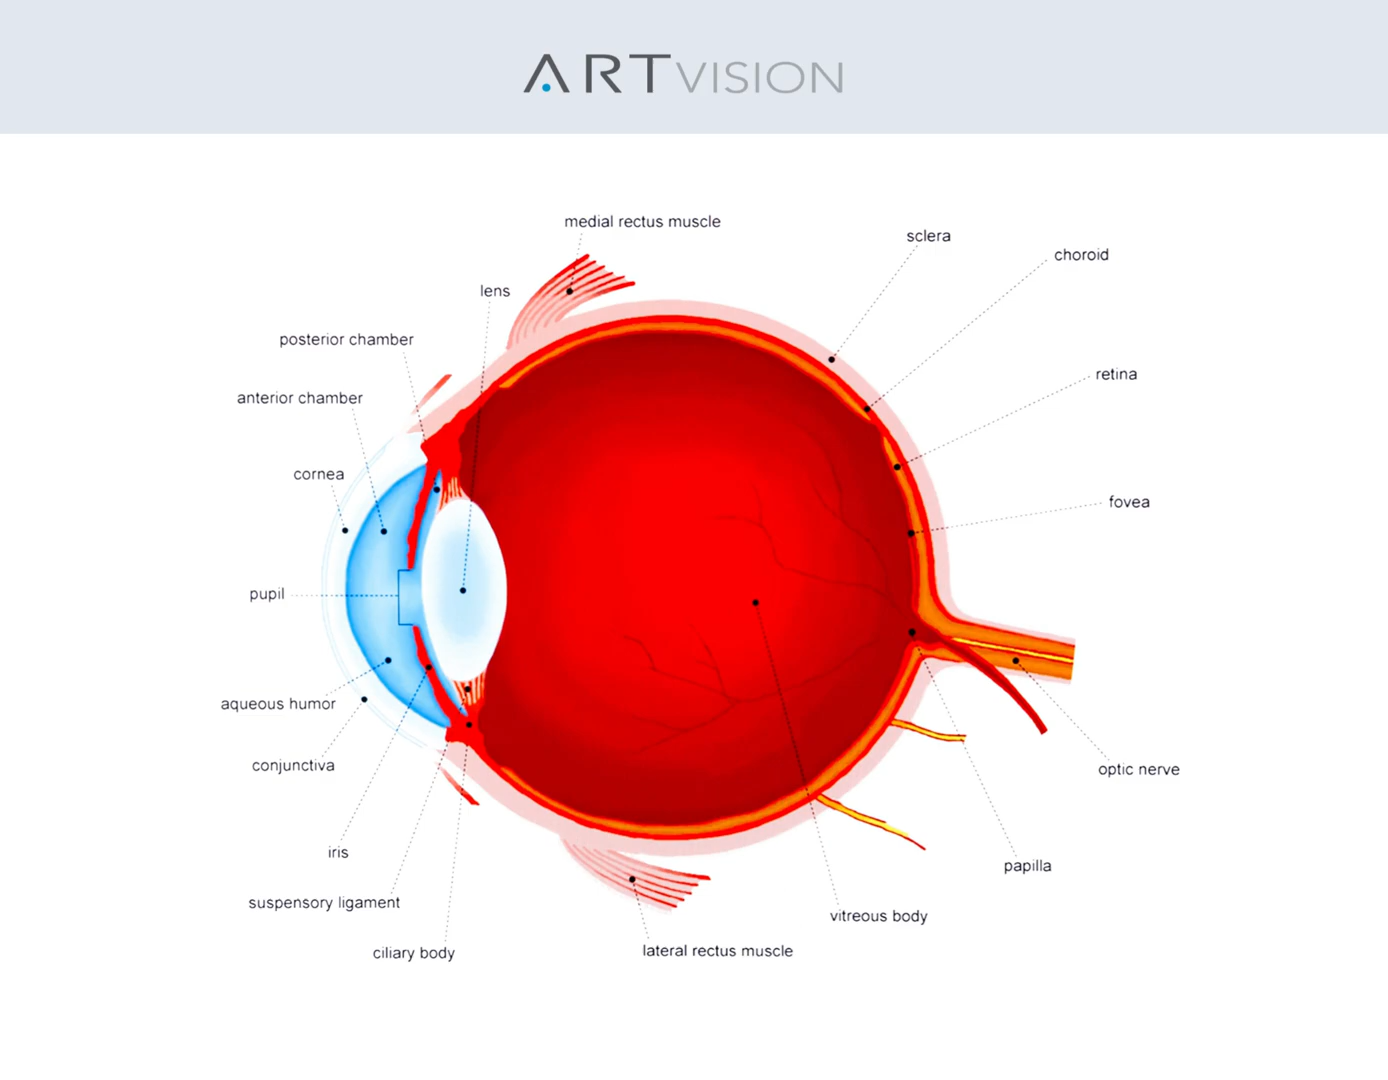 ARTVISION
medial rectus muscle
sclera
choroid
lens
posterior chamber
retina
anterior chamber
cornea
fovea
pupil
aqueous humor
conjunctiva
optic nerve
iris
papilla
suspensory ligament
vitreous body
ciliary body
lateral rectus muscle